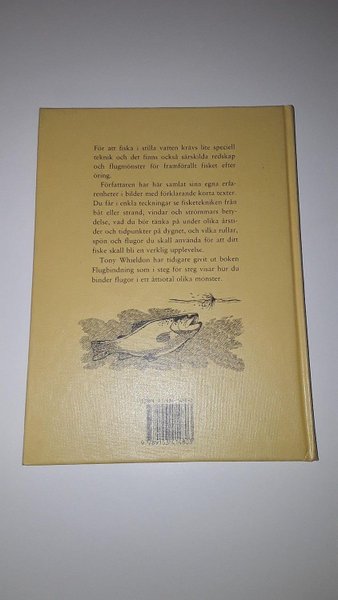 För att fiska i stilla vatten krävs lite speciell
teknik och det finns också särskilda redskap
och flugmönster för framförallt fisket efter
öring.
Författaren har här samlat sina egna erfa-
renheter i bilder med förklarande korta texter.
Du får i enkla teckningar se fisketekniken från
båt eller strand, vindar och strömmars bety-
delse, vad du bör tänka på under olika årsti-
der och tidpunkter på dygnet, och vilka rullar,
spön och flugor du skall använda för att ditt
fiske skall bli en verklig upplevelse.
Tony Whieldon har tidigare givit ut boken
Flugbindning som i steg för steg visar hur du
binder flugor i ett åttiotal olika mönster.
ISBN